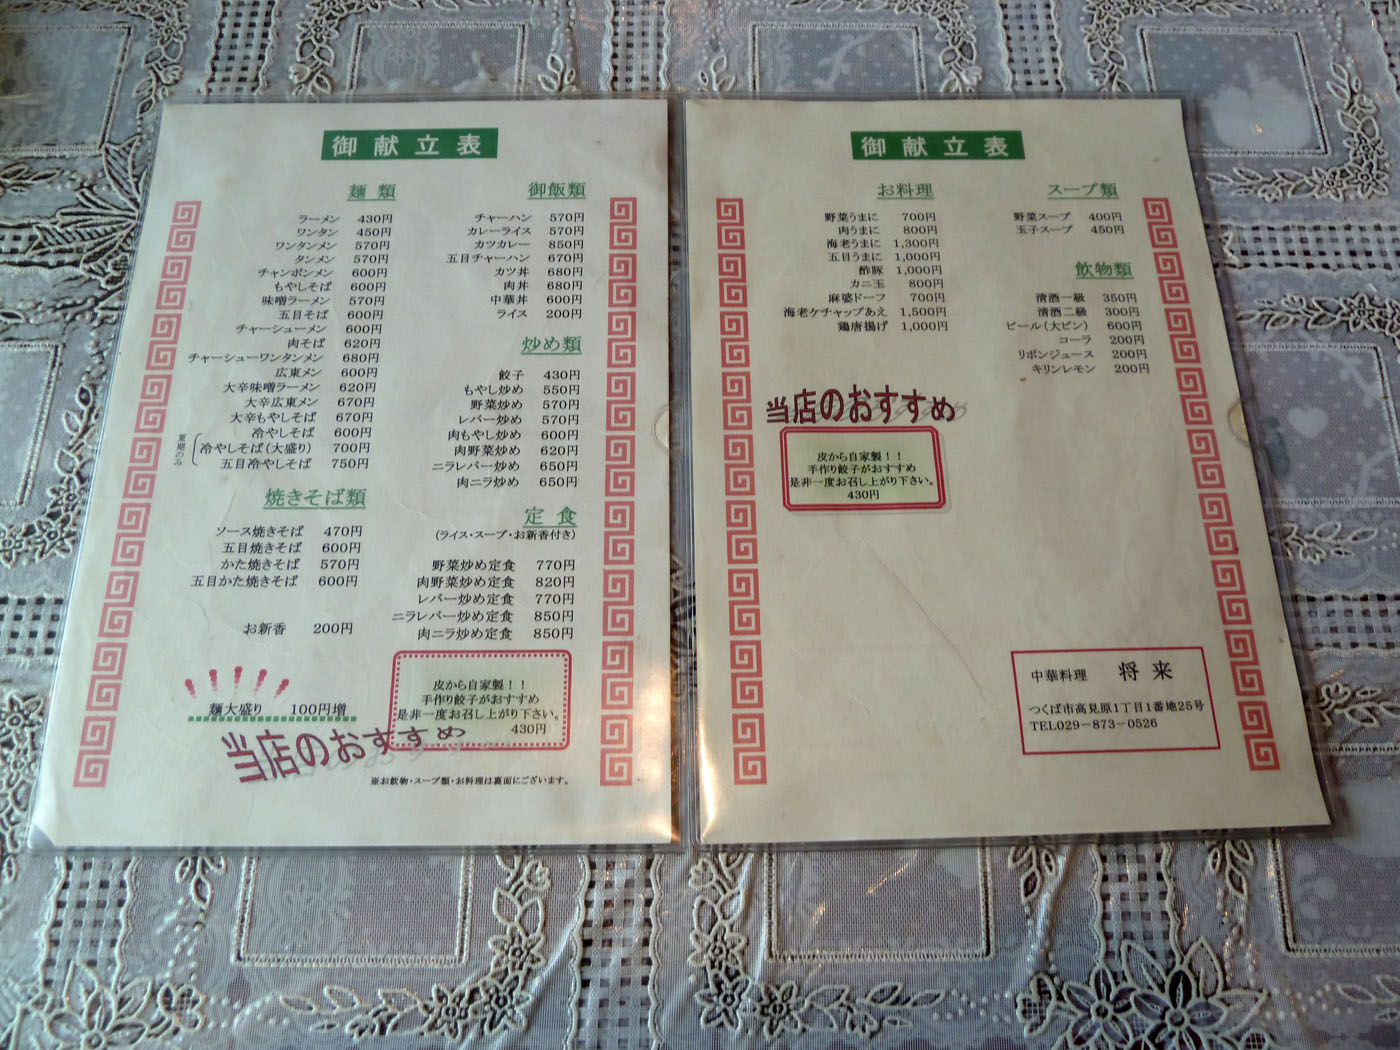 御献立表
麺類
ラーメン 430円
ワンタン 450円
ワンタンメン 570円
タンメン 570円
チャンポンメン 600円
もやしそば 600円
味噌ラーメン 570円
五目そば 600円
チャーシューメン 600円
肉そば 620円
チャーシューワンタンメン 680円
広東メン 600円
大辛味噌ラーメン 620円
大辛広東メン 670円
大辛もやしそば 670円
夏期のみ
冷やしそば 600円
冷やしそば(大盛り) 700円
五目冷やしそば 750円
焼きそば類
ソース焼きそば 470円
五目焼きそば 600円
かた焼きそば 570円
五目かた焼きそば 600円
お新香 200円
麺大盛り 100円増
御飯類
チャーハン 570円
カレーライス 570円
カツカレー 850円
五目チャーハン 670円
カツ丼 680円
肉丼 680円
中華丼 600円
ライス 200円
炒め類
餃子 430円
もやし炒め 550円
野菜炒め 570円
レバー炒め 570円
肉もやし炒め 600円
肉野菜炒め 620円
ニラレバー炒め 650円
肉ニラ炒め 650円
定食
(ライス・スープ・お新香付き)
野菜炒め定食 770円
肉野菜炒め定食 820円
レバー炒め定食 770円
ニラレバー炒め定食 850円
肉ニラ炒め定食 850円
皮から自家製！！
手作り餃子がおすすめ
是非一度お召し上がり下さい。
430円
当店のおすすめ
※お飲物・スープ類・お料理は裏面にございます。
御献立表
お料理
野菜うまに 700円
肉うまに 800円
海老うまに 1,300円
五目うまに 1,000円
酢豚 1,000円
カニ玉 800円
麻婆ドーフ 700円
海老ケチャップあえ 1,500円
鶏唐揚げ 1,000円
スープ類
野菜スープ 400円
玉子スープ 450円
飲物類
清酒一級 350円
清酒二級 300円
ビール(大ビン) 600円
コーラ 200円
リボンジュース 200円
キリンレモン 200円
当店のおすすめ
皮から自家製！！
手作り餃子がおすすめ
是非一度お召し上がり下さい。
430円
中華料理 将来
つくば市高見原1丁目1番地25号
TEL029-873-0526